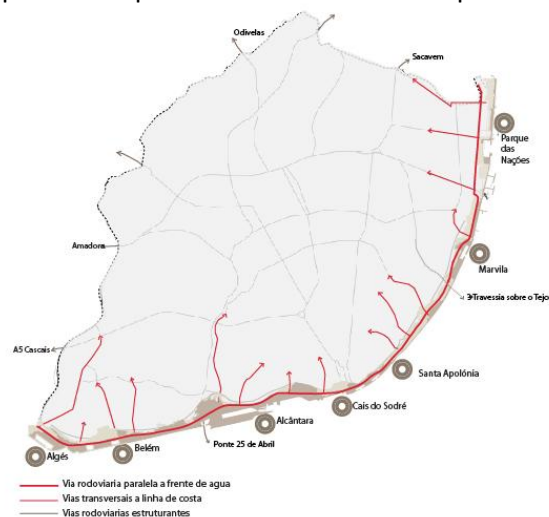 Odivelas
Sacavem
Parque
das
Nações
Amadora
Marvila
3ªTravessia sobre o Tejo
A5 Cascais
Santa Apolónia
Cais do Sodré
Alcântara
Ponte 25 de Abril
Belém
Algés
Via rodoviaria paralela a frente de agua
Vias transversais a linha de costa
Vias rodoviarias estruturantes